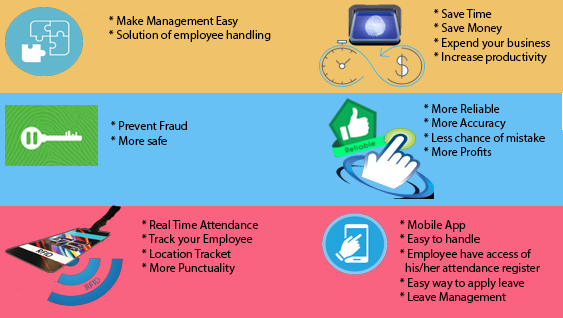 * Make Management Easy
* Solution of employee handling
* Save Time
* Save Money
* Expend your business
* Increase productivity
* Prevent Fraud
* More safe
Reliable
* More Reliable
* More Accuracy
* Less chance of mistake
* More Profits
RFID
RFID
* Real Time Attendance
* Track your Employee
* Location Tracket
* More Punctuality
* Mobile App
* Easy to handle
* Employee have access of
his/her attendance register
* Easy way to apply leave
* Leave Management